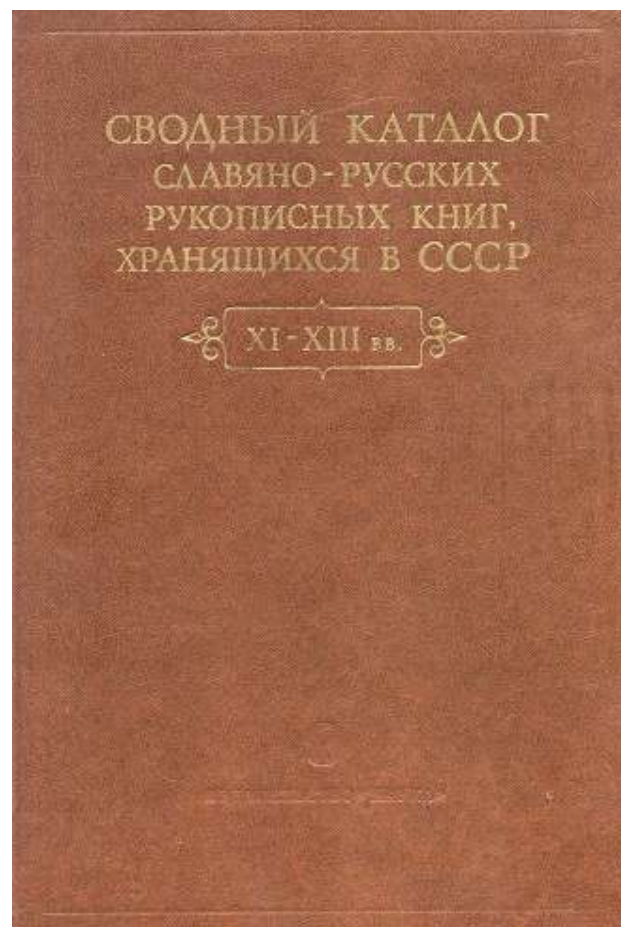 СВОДНЫЙ КАТАЛОГ
СЛАВЯНО-РУССКИХ
РУКОПИСНЫХ КНИГ,
ХРАНЯЩИХСЯ В СССР
XI-XIII вв.